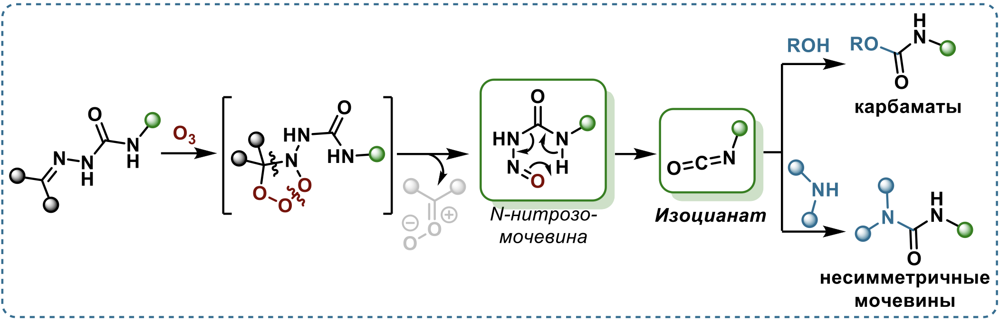 O
N
N
H
N
H
O₃
O
HN
N
HN
O
O
O
O
⊖
⊕
O
O
HN
N
H
N
O
N-нитрозо-
мочевина
O
C
N
Изоцианат
ROH
RO
H
N
O
карбаматы
NH
N
H
N
O
несимметричные
мочевины